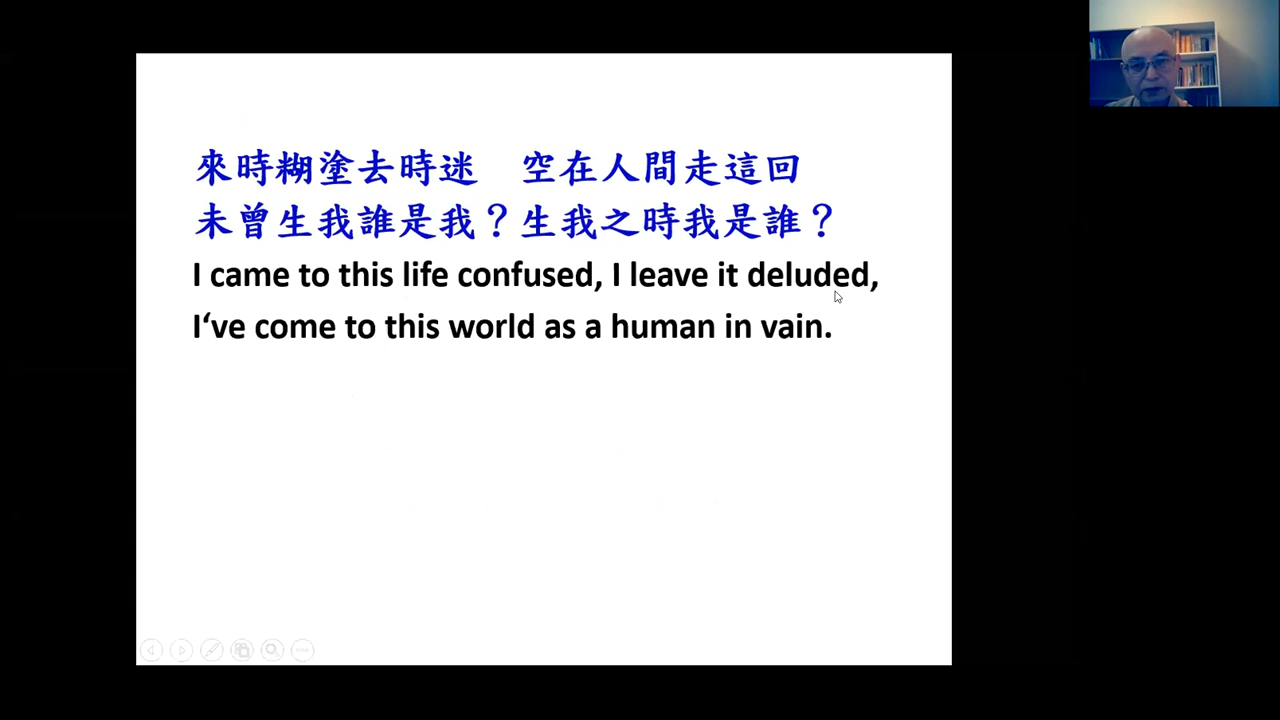 來時糊塗去時迷　空在人間走這回
未曾生我誰是我？生我之時我是誰？
I came to this life confused, I leave it deluded,
I‘ve come to this world as a human in vain.